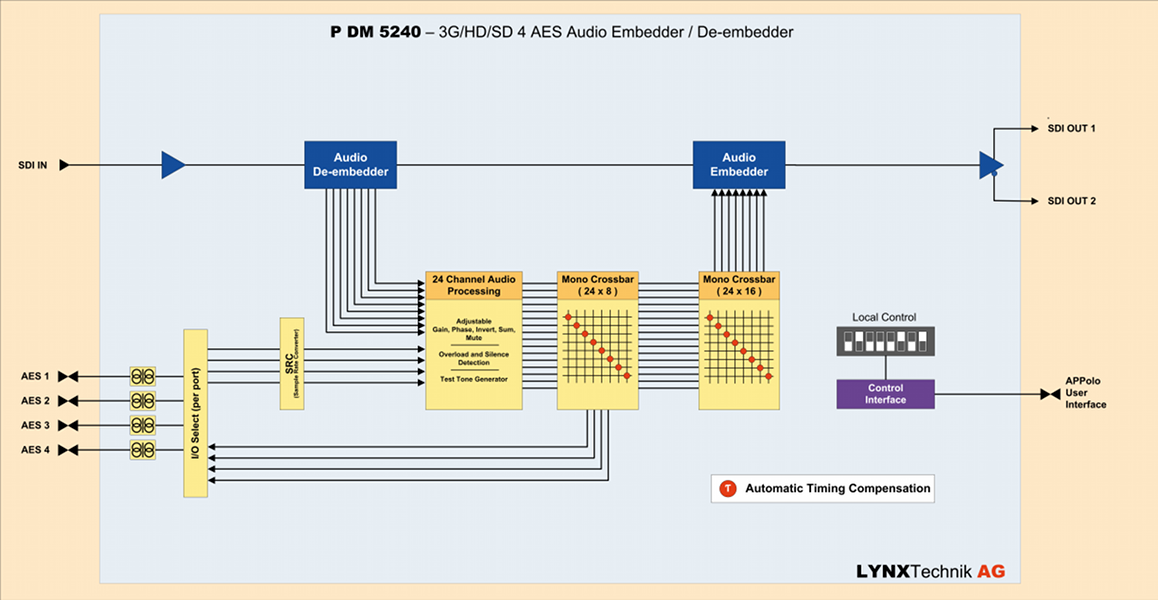 P DM 5240 – 3G/HD/SD 4 AES Audio Embedder / De-embedder
SDI IN
Audio
De-embedder
Audio
Embedder
SDI OUT 1
SDI OUT 2
24 Channel Audio
Processing
Adjustable
Gain, Phase, Invert, Sum,
Mute
Overload and Silence
Detection
Test Tone Generator
Mono Crossbar
( 24 x 8 )
Mono Crossbar
( 24 x 16 )
Local Control
Control
Interface
APPolo
User
Interface
SRC
(Sample Rate Converter)
I/O Select (per port)
AES 1
AES 2
AES 3
AES 4
T Automatic Timing Compensation
LYNXTechnik AG